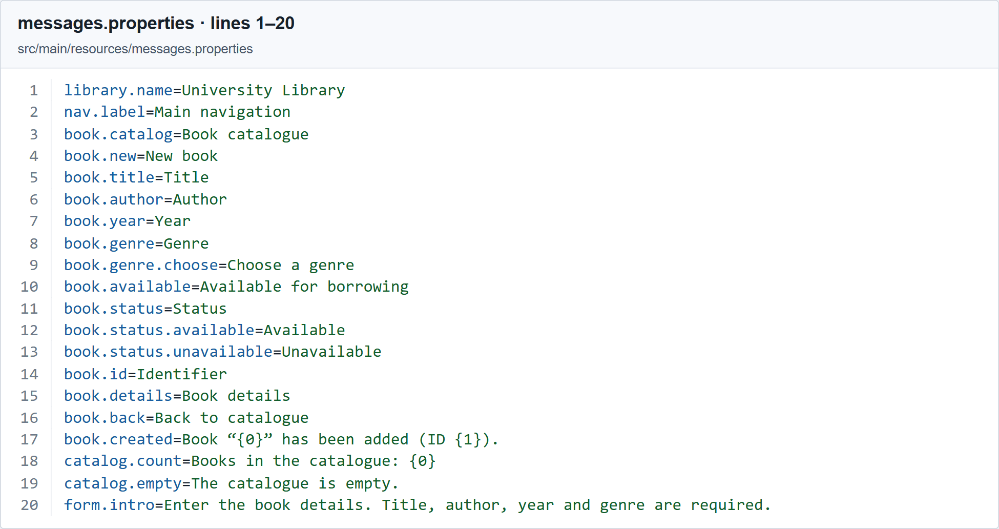 messages.properties · lines 1–20
src/main/resources/messages.properties
1 library.name=University Library
2 nav.label=Main navigation
3 book.catalog=Book catalogue
4 book.new=New book
5 book.title=Title
6 book.author=Author
7 book.year=Year
8 book.genre=Genre
9 book.genre.choose=Choose a genre
10 book.available=Available for borrowing
11 book.status=Status
12 book.status.available=Available
13 book.status.unavailable=Unavailable
14 book.id=Identifier
15 book.details=Book details
16 book.back=Back to catalogue
17 book.created=Book “{0}” has been added (ID {1}).
18 catalog.count=Books in the catalogue: {0}
19 catalog.empty=The catalogue is empty.
20 form.intro=Enter the book details. Title, author, year and genre are required.